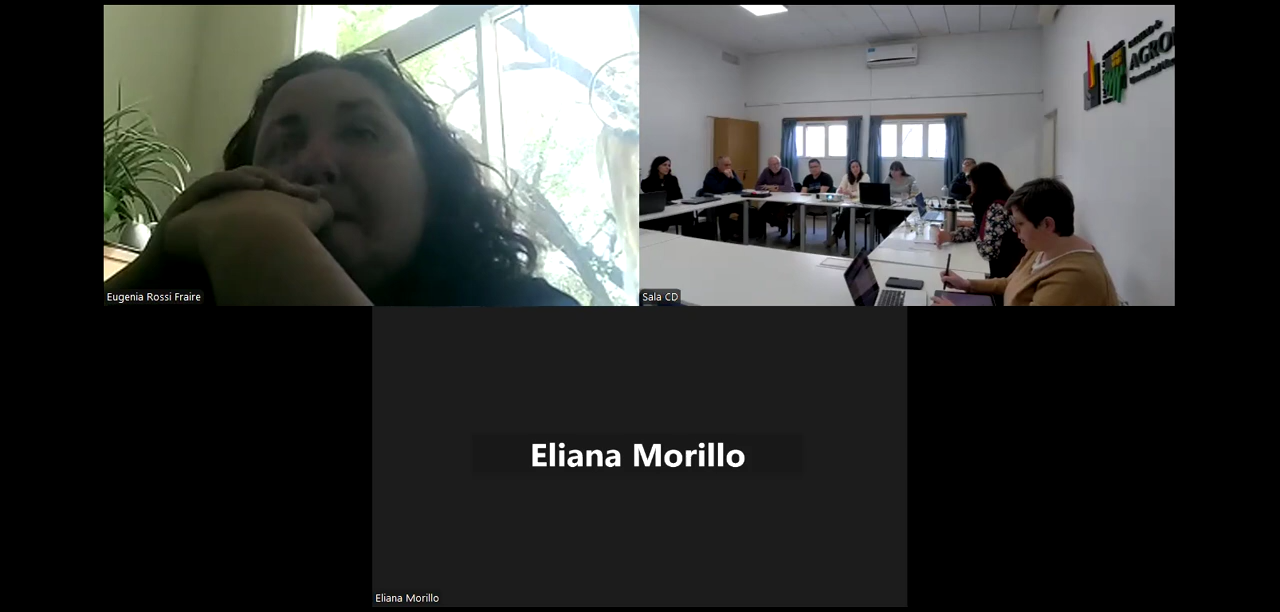 Eugenia Rossi Fraire
Sala CD
AGRO
Eliana Morillo
Eliana Morillo